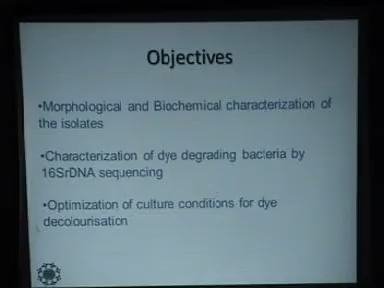 Objectives
•Morphological and Biochemical characterization of
the isolates
•Characterization of dye degrading bacteria by
16SrDNA sequencing
•Optimization of culture conditions for dye
decolourisation